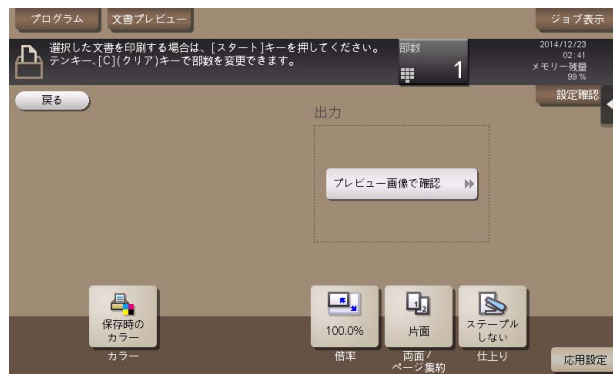 プログラム
文書プレビュー
ジョブ表示
選択した文書を印刷する場合は、[スタート]キーを押してください。
テンキー、[C](クリア)キーで部数を変更できます。
部数
1
2014/12/23
02:41
メモリー残量
99 %
戻る
設定確認
出力
プレビュー画像で確認
保存時の
カラー
カラー
100.0%
倍率
1
2
片面
両面/
ページ集約
ステープル
しない
仕上り
応用設定